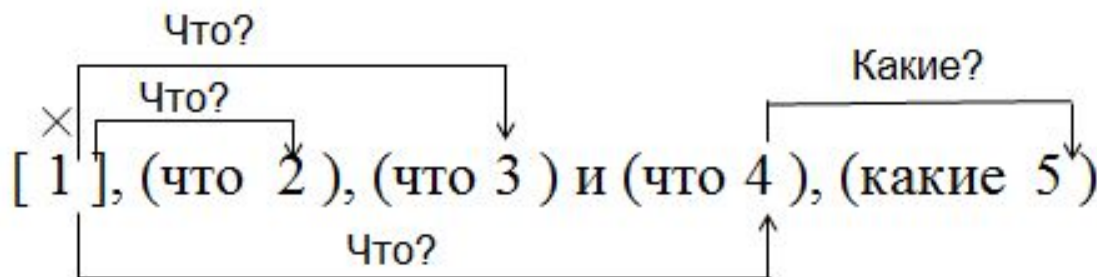 Что?
Какие?
Что?
[ 1 ], (что 2 ), (что 3 ) и (что 4 ), (какие 5 )
Что?